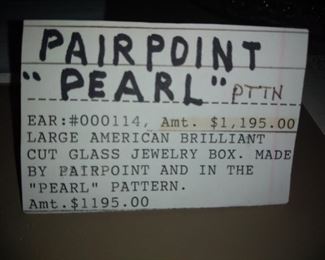 PAIRPOINT
"PEARL" PTTN
EAR:#000114, Amt. $1,195.00
LARGE AMERICAN BRILLIANT
CUT GLASS JEWELRY BOX. MADE
BY PAIRPOINT AND IN THE
"PEARL" PATTERN.
Amt.$1195.00